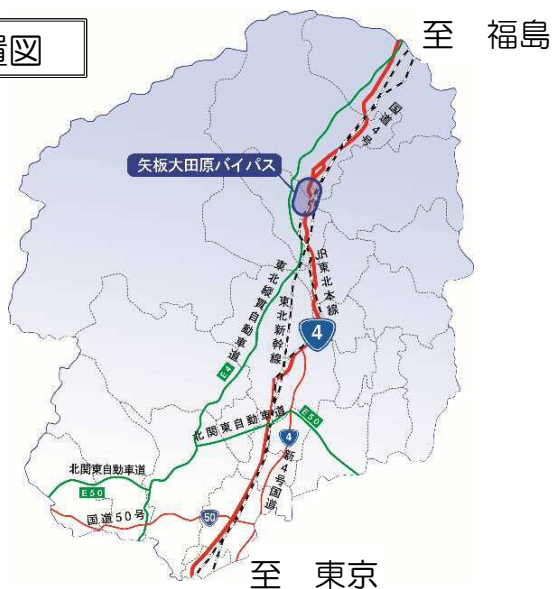 置図
至 福島
国道4号
矢板大田原バイパス
東北縦貫自動車道
東北新幹線
JR東北本線
4
E4
北関東自動車道
E50
4
新4号国道
北関東自動車道
E50
国道50号
50
至 東京